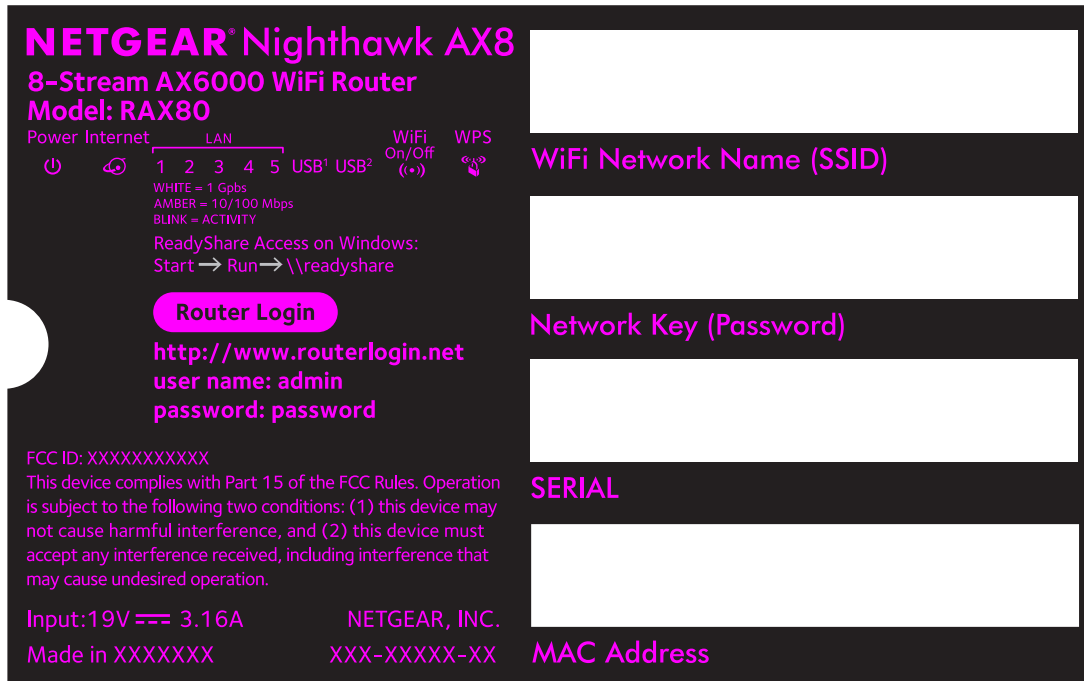 NETGEAR® Nighthawk AX8
8-Stream AX6000 WiFi Router
Model: RAX80
Power Internet LAN WiFi On/Off WPS
1 2 3 4 5 USB1 USB2
WHITE = 1 Gpbs
AMBER = 10/100 Mbps
BLINK = ACTIVITY
ReadyShare Access on Windows:
Start → Run → \\readyshare
Router Login
http://www.routerlogin.net
user name: admin
password: password
FCC ID: XXXXXXXXXXX
This device complies with Part 15 of the FCC Rules. Operation
is subject to the following two conditions: (1) this device may
not cause harmful interference, and (2) this device must
accept any interference received, including interference that
may cause undesired operation.
Input:19V ⎓ 3.16A NETGEAR, INC.
Made in XXXXXXX XXX-XXXXX-XX
WiFi Network Name (SSID)
Network Key (Password)
SERIAL
MAC Address